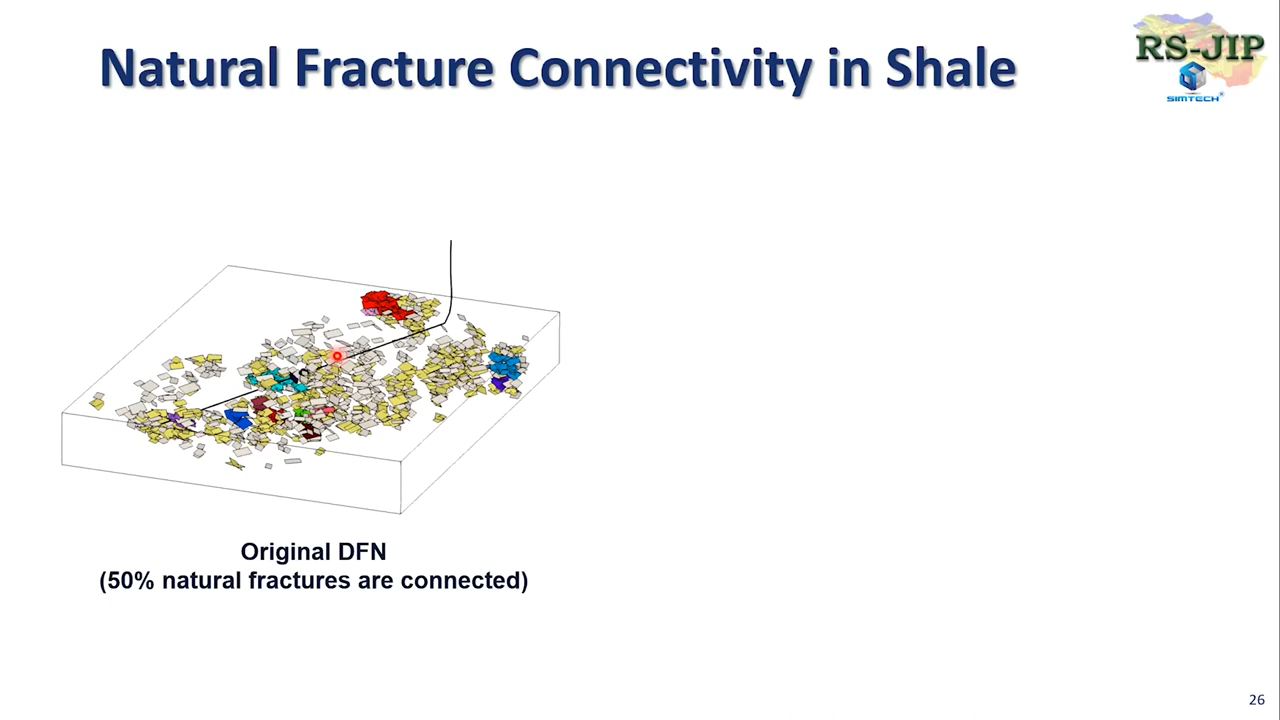 Natural Fracture Connectivity in Shale
RS-JIP
SIMTECH
Original DFN
(50% natural fractures are connected)
26